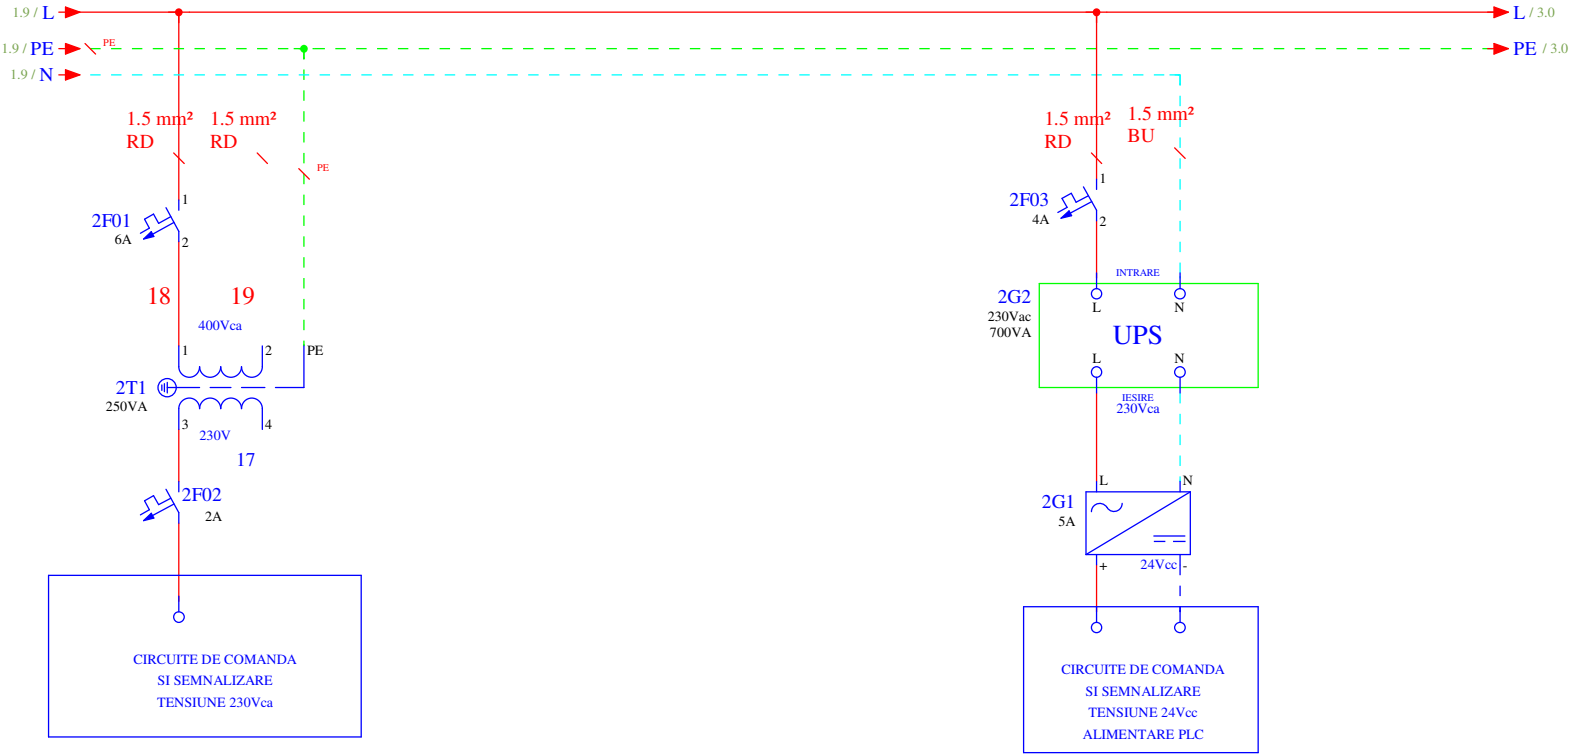 1.9 / L
L / 3.0
1.9 / PE
PE
PE / 3.0
1.9 / N
1.5 mm²
RD
1.5 mm²
RD
PE
1.5 mm²
RD
1.5 mm²
BU
1
2F01
6A
2
1
2F03
4A
2
18
19
400Vca
1
2
PE
2T1
250VA
3
4
230V
17
2F02
2A
CIRCUITE DE COMANDA
SI SEMNALIZARE
TENSIUNE 230Vca
INTRARE
2G2
230Vac
700VA
L
N
UPS
L
N
IESIRE
230Vca
L
N
2G1
5A
+
24Vcc
-
CIRCUITE DE COMANDA
SI SEMNALIZARE
TENSIUNE 24Vcc
ALIMENTARE PLC